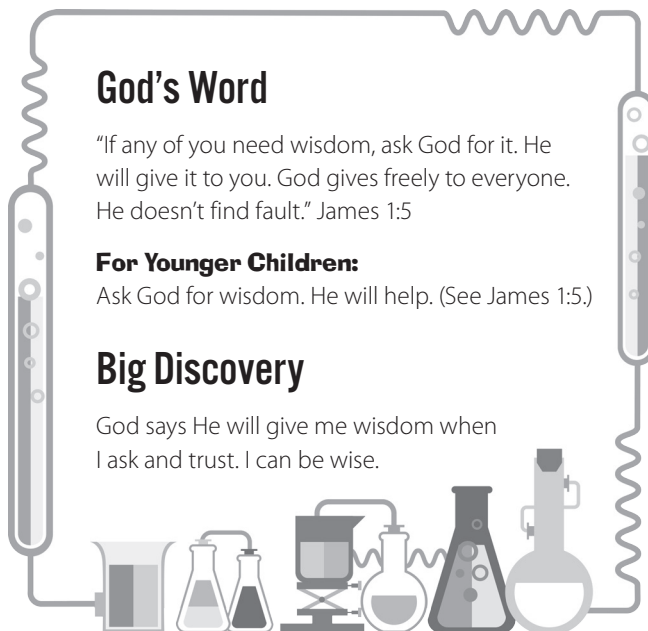 God’s Word
“If any of you need wisdom, ask God for it. He
will give it to you. God gives freely to everyone.
He doesn’t find fault.” James 1:5
For Younger Children:
Ask God for wisdom. He will help. (See James 1:5.)
Big Discovery
God says He will give me wisdom when
I ask and trust. I can be wise.